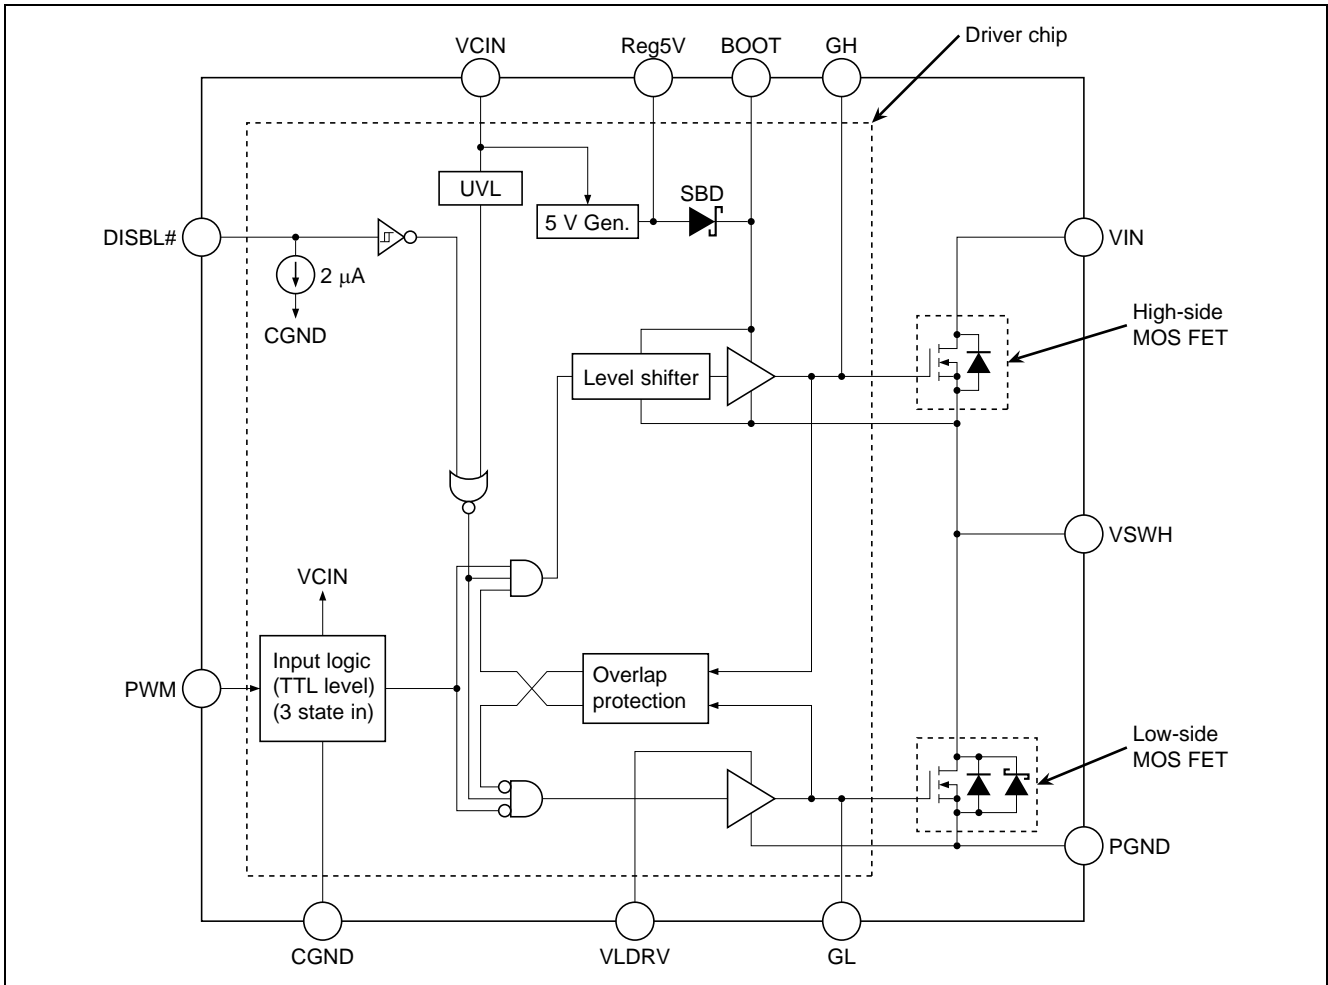 Driver chip
VCIN
Reg5V
BOOT
GH
UVL
SBD
5 V Gen.
DISBL#
2 μA
CGND
VIN
High-side
MOS FET
Level shifter
VSWH
VCIN
Input logic
(TTL level)
(3 state in)
PWM
Overlap
protection
Low-side
MOS FET
PGND
CGND
VLDRV
GL